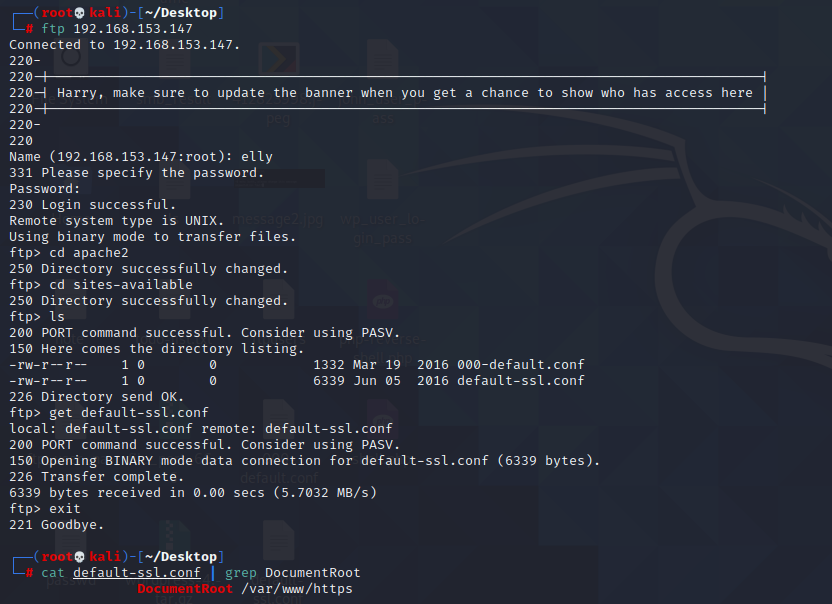 ┌──(root💀kali)-[~/Desktop]
└─# ftp 192.168.153.147
Connected to 192.168.153.147.
220-
220-|-----------------------------------------------------------------------------------------|
220-| Harry, make sure to update the banner when you get a chance to show who has access here |
220-|-----------------------------------------------------------------------------------------|
220-
220
Name (192.168.153.147:root): elly
331 Please specify the password.
Password:
230 Login successful.
Remote system type is UNIX.
Using binary mode to transfer files.
ftp> cd apache2
250 Directory successfully changed.
ftp> cd sites-available
250 Directory successfully changed.
ftp> ls
200 PORT command successful. Consider using PASV.
150 Here comes the directory listing.
-rw-r--r--    1 0        0            1332 Mar 19  2016 000-default.conf
-rw-r--r--    1 0        0            6339 Jun 05  2016 default-ssl.conf
226 Directory send OK.
ftp> get default-ssl.conf
local: default-ssl.conf remote: default-ssl.conf
200 PORT command successful. Consider using PASV.
150 Opening BINARY mode data connection for default-ssl.conf (6339 bytes).
226 Transfer complete.
6339 bytes received in 0.00 secs (5.7032 MB/s)
ftp> exit
221 Goodbye.
┌──(root💀kali)-[~/Desktop]
└─# cat default-ssl.conf | grep DocumentRoot
DocumentRoot /var/www/https